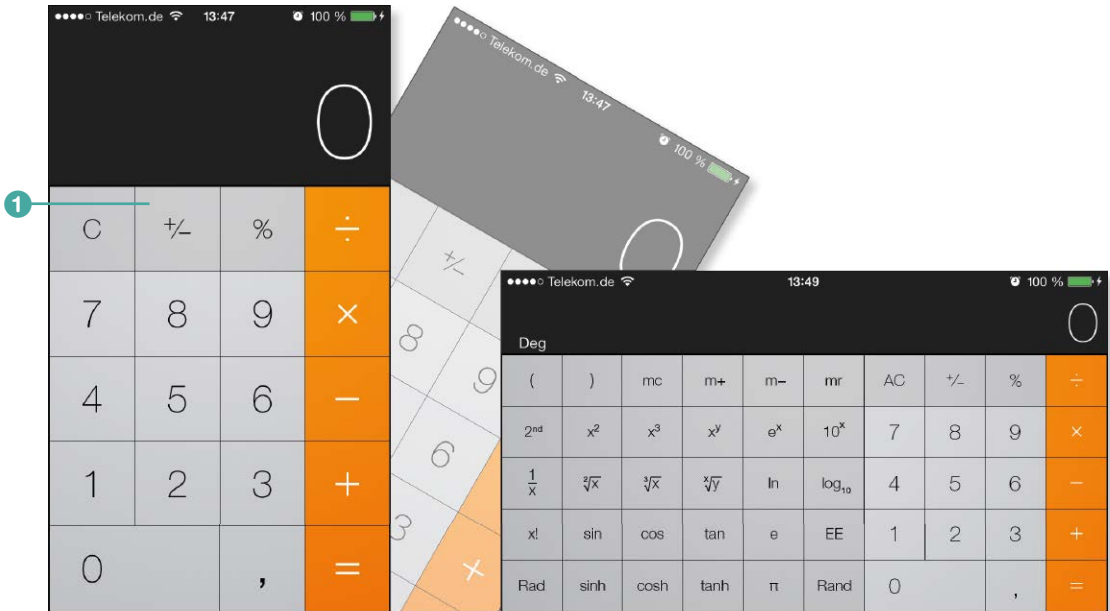 ●●●●○ Telekom.de 13:47 100 %
0
1
C +/− % ÷
7 8 9 ×
4 5 6 −
1 2 3 +
0 , =
●●●●○ Telekom.de 13:47 100 %
0
+/−
8 9
6
3 +
●●●●○ Telekom.de 13:49 100 %
0
Deg
( ) mc m+ m− mr AC +/− % ÷
2ⁿᵈ x² x³ xʸ eˣ 10ˣ 7 8 9 ×
1/x ²√x ³√x ˣ√y ln log₁₀ 4 5 6 −
x! sin cos tan e EE 1 2 3 +
Rad sinh cosh tanh π Rand 0 , =